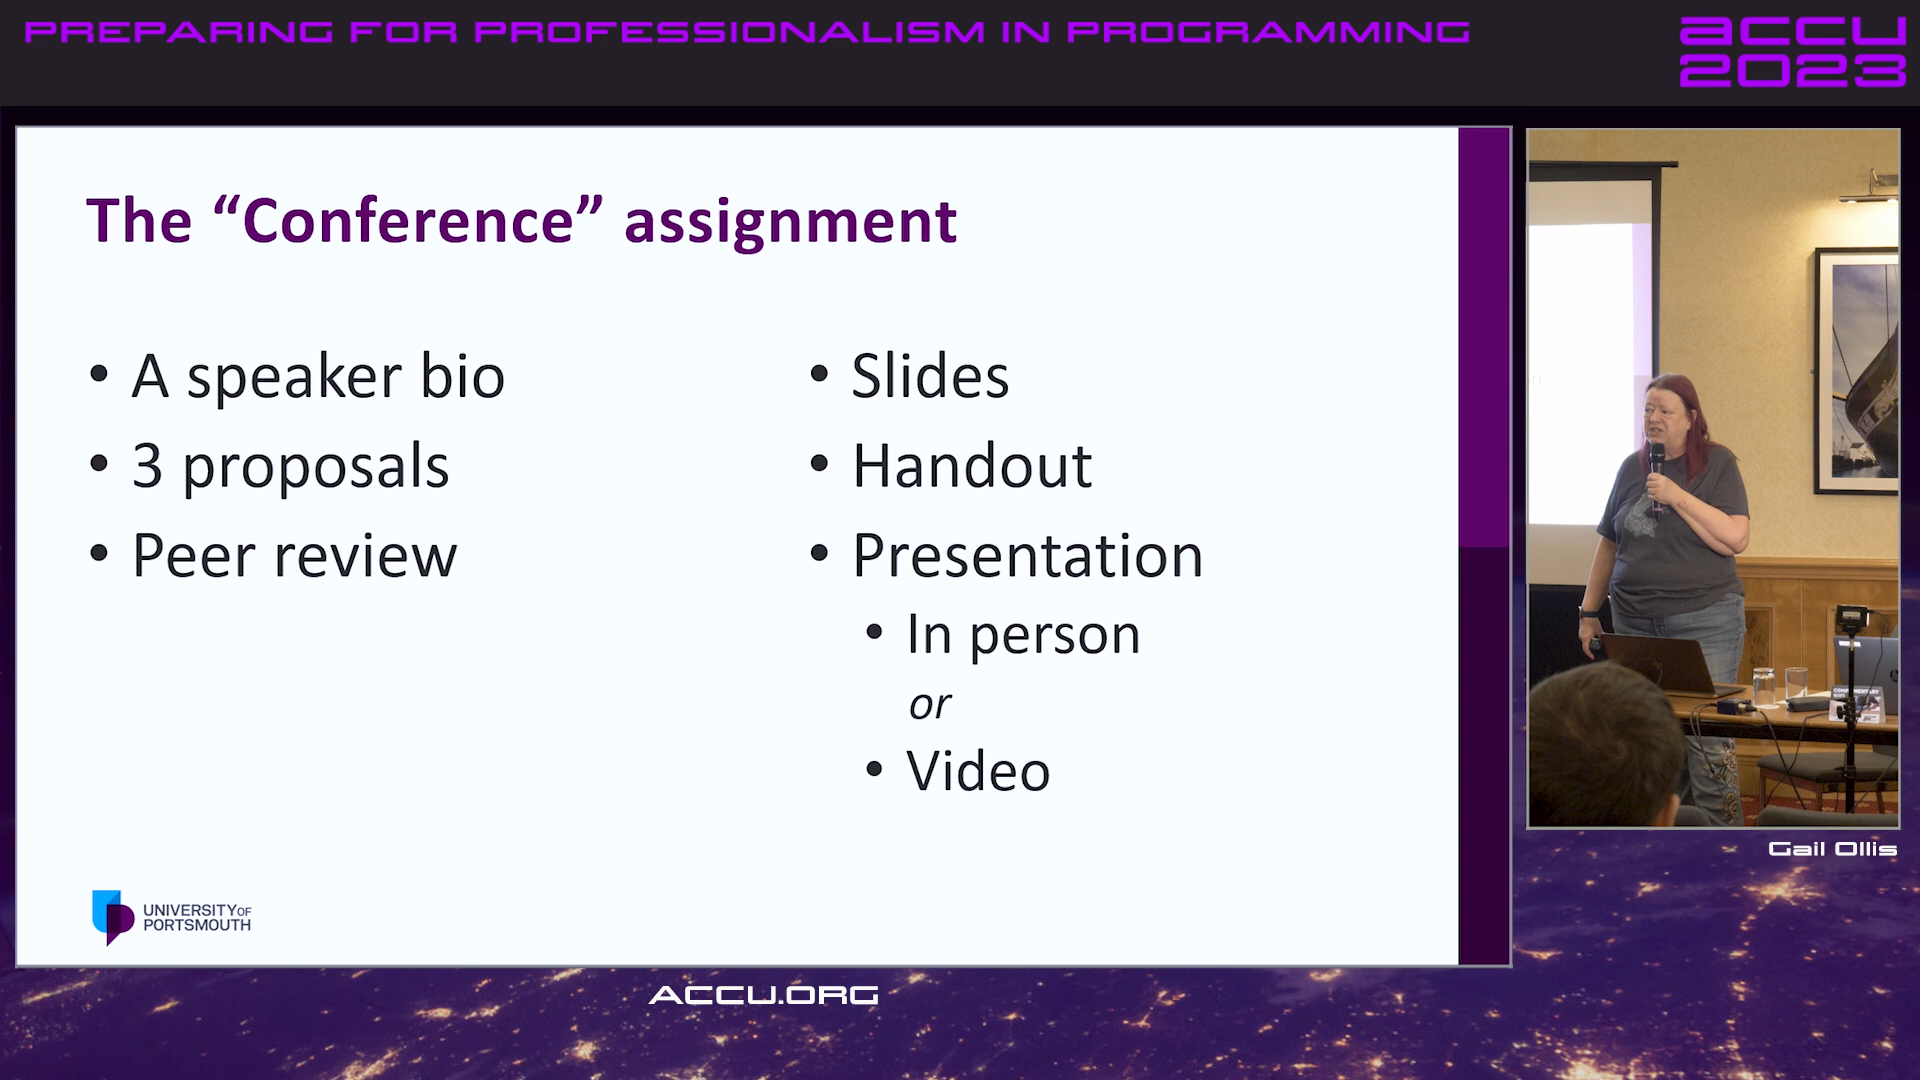 PREPARING FOR PROFESSIONALISM IN PROGRAMMING
accu
2023
The “Conference” assignment
• A speaker bio
• 3 proposals
• Peer review
• Slides
• Handout
• Presentation
• In person
or
• Video
UNIVERSITY OF
PORTSMOUTH
Gail Ollis
ACCU.ORG